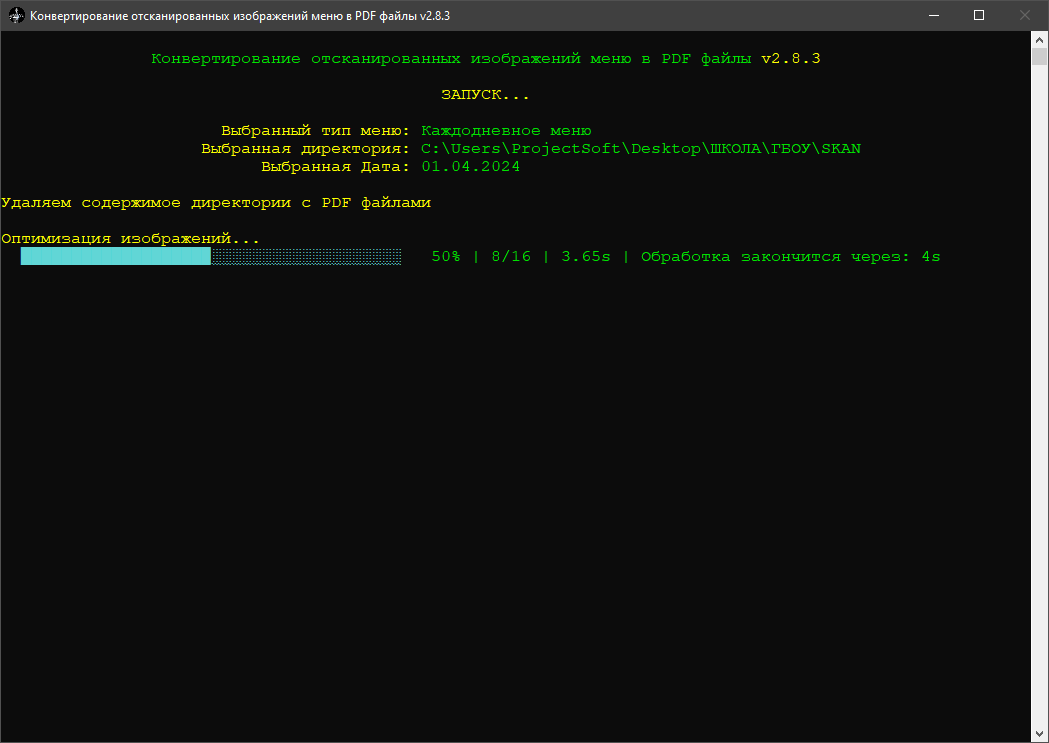 Конвертирование отсканированных изображений меню в PDF файлы v2.8.3
Конвертирование отсканированных изображений меню в PDF файлы v2.8.3
ЗАПУСК...
Выбранный тип меню: Каждодневное меню
Выбранная директория: C:\Users\ProjectSoft\Desktop\ШКОЛА\ГБОУ\SKAN
Выбранная Дата: 01.04.2024
Удаляем содержимое директории с PDF файлами
Оптимизация изображений...
50% | 8/16 | 3.65s | Обработка закончится через: 4s